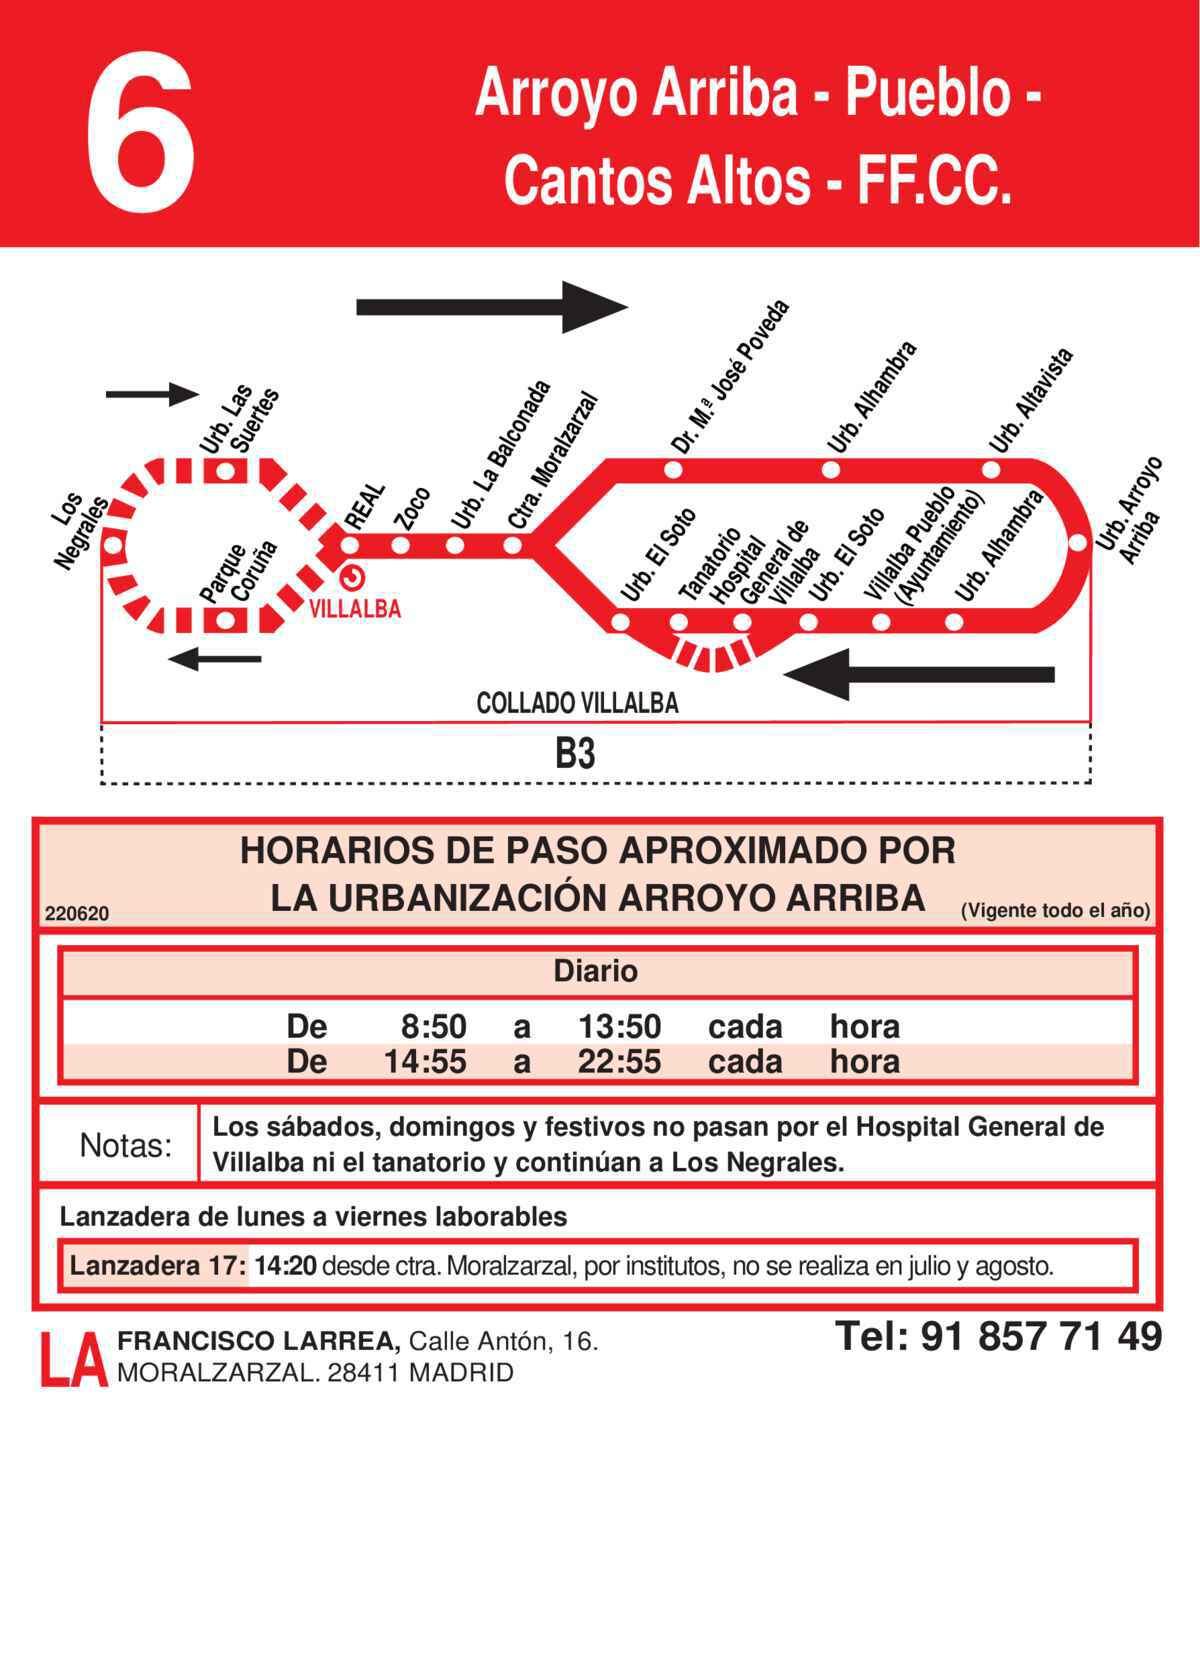 6
Arroyo Arriba - Pueblo -
Cantos Altos - FF.CC.
Los
Negrales
Urb. Las
Suertes
Parque
Coruña
REAL
VILLALBA
Zoco
Urb. La Balconada
Ctra. Moralzarzal
Dr. M.ª José Poveda
Urb. Alhambra
Urb. Altavista
Urb. Arroyo
Arriba
Urb. El Soto
Tanatorio
Hospital
General de
Villalba
Urb. El Soto
Villalba Pueblo
(Ayuntamiento)
Urb. Alhambra
COLLADO VILLALBA
B3
HORARIOS DE PASO APROXIMADO POR
LA URBANIZACIÓN ARROYO ARRIBA
220620
(Vigente todo el año)
Diario
De 8:50 a 13:50 cada hora
De 14:55 a 22:55 cada hora
Notas:
Los sábados, domingos y festivos no pasan por el Hospital General de
Villalba ni el tanatorio y continúan a Los Negrales.
Lanzadera de lunes a viernes laborables
Lanzadera 17: 14:20 desde ctra. Moralzarzal, por institutos, no se realiza en julio y agosto.
LA
FRANCISCO LARREA, Calle Antón, 16.
MORALZARZAL. 28411 MADRID
Tel: 91 857 71 49